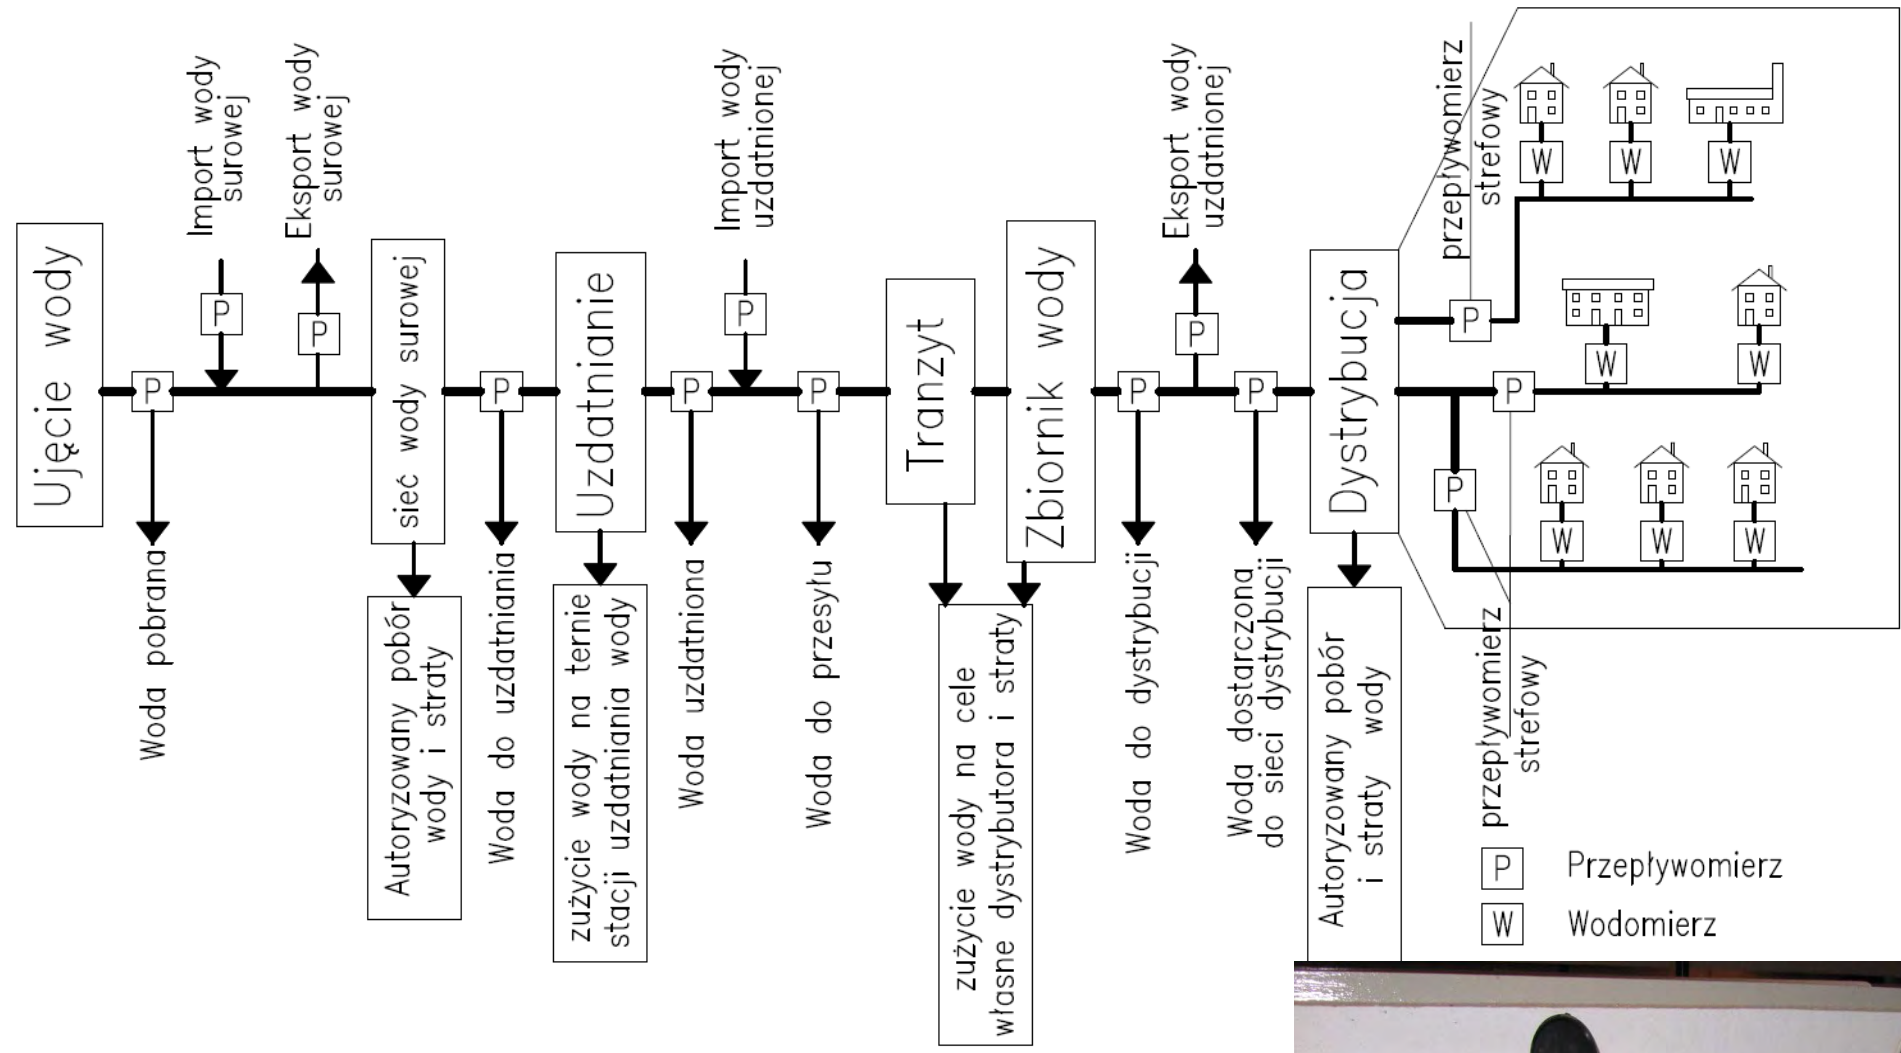 Ujęcie wody
P
Woda pobrana
Import wody
surowej
P
Eksport wody
surowej
P
sieć wody surowej
Autoryzowany pobór
wody i straty
P
Woda do uzdatniania
Uzdatnianie
zużycie wody na ternie
stacji uzdatniania wody
P
Woda uzdatniona
Import wody
uzdatnionej
P
P
Woda do przesyłu
Tranzyt
Zbiornik wody
zużycie wody na cele
własne dystrybutora i straty
P
Woda do dystrybucji
Eksport wody
uzdatnionej
P
P
Woda dostarczona
do sieci dystrybucji
Dystrybucja
Autoryzowany pobór
i straty wody
przepływomierz
strefowy
P
W
W
W
P
W
W
P
W
W
W
przepływomierz
strefowy
P Przepływomierz
W Wodomierz